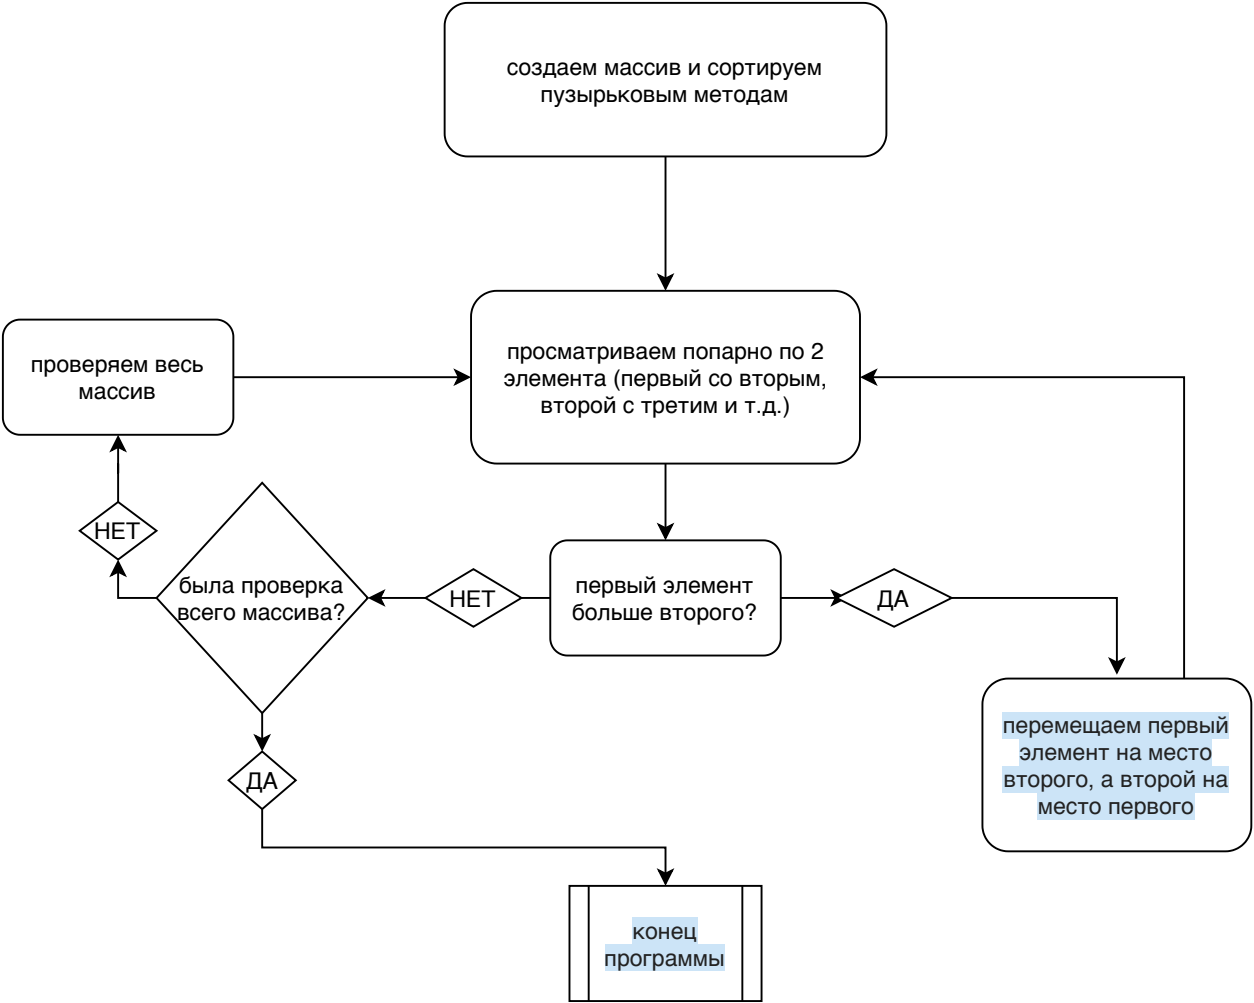 создаем массив и сортируем
пузырьковым методам
просматриваем попарно по 2
элемента (первый со вторым,
второй с третим и т.д.)
проверяем весь
массив
НЕТ
была проверка
всего массива?
НЕТ
первый элемент
больше второго?
ДА
перемещаем первый
элемент на место
второго, а второй на
место первого
ДА
конец
программы